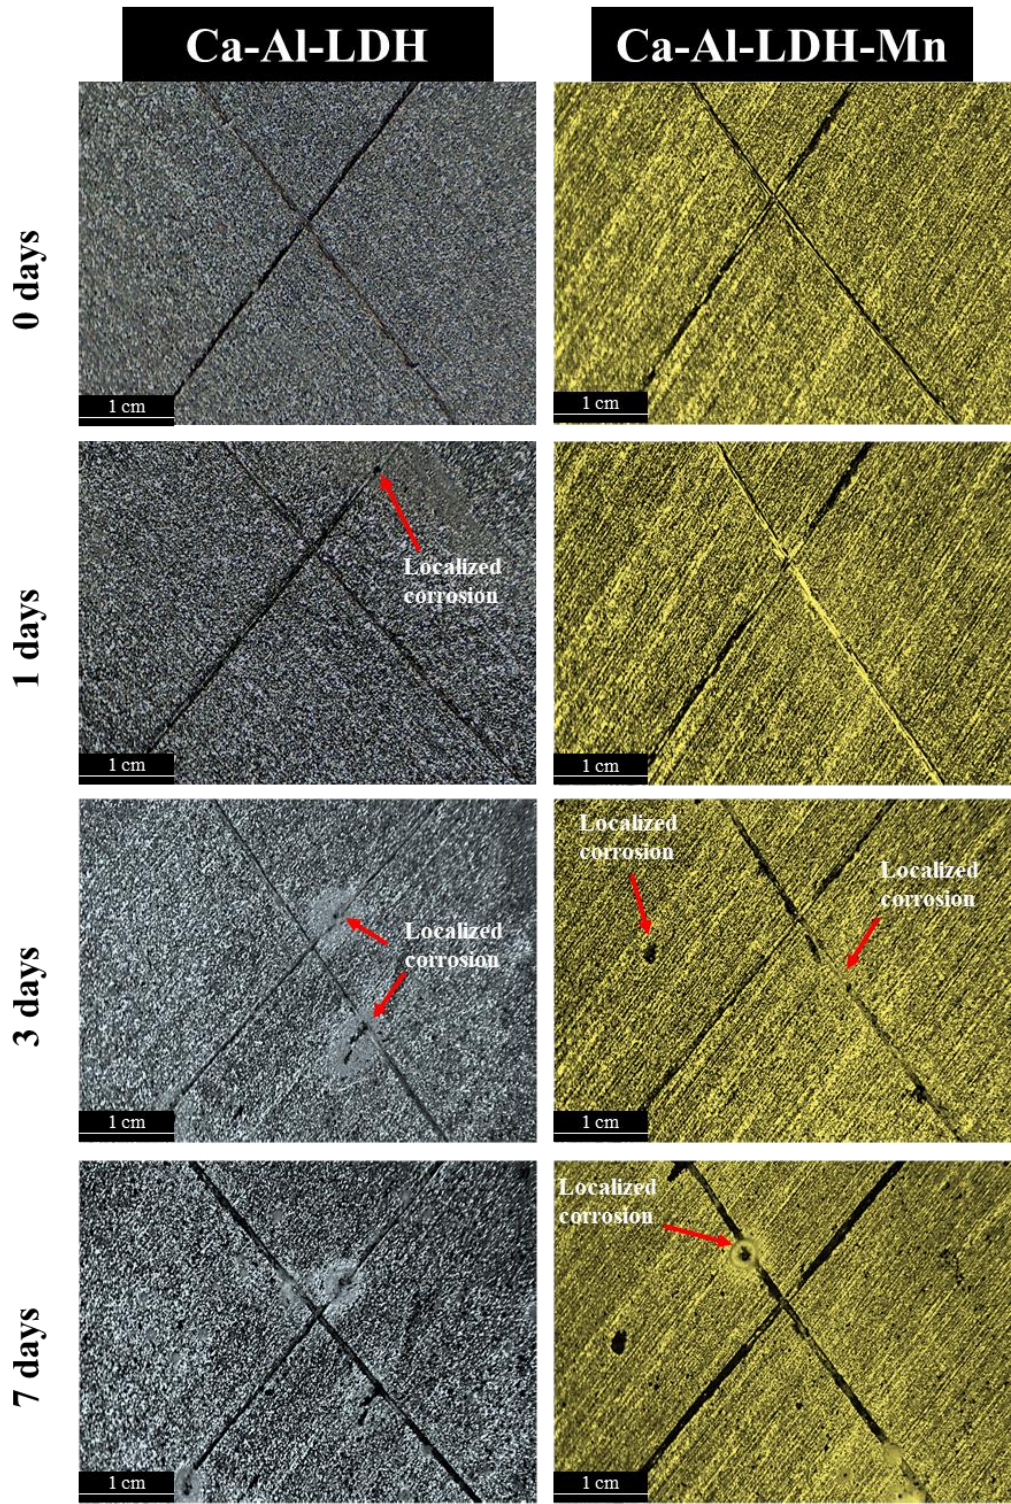 Ca-Al-LDH
Ca-Al-LDH-Mn
0 days
1 cm
1 cm
1 days
Localized
corrosion
1 cm
1 cm
3 days
Localized
corrosion
Localized
corrosion
Localized
corrosion
1 cm
1 cm
7 days
Localized
corrosion
1 cm
1 cm